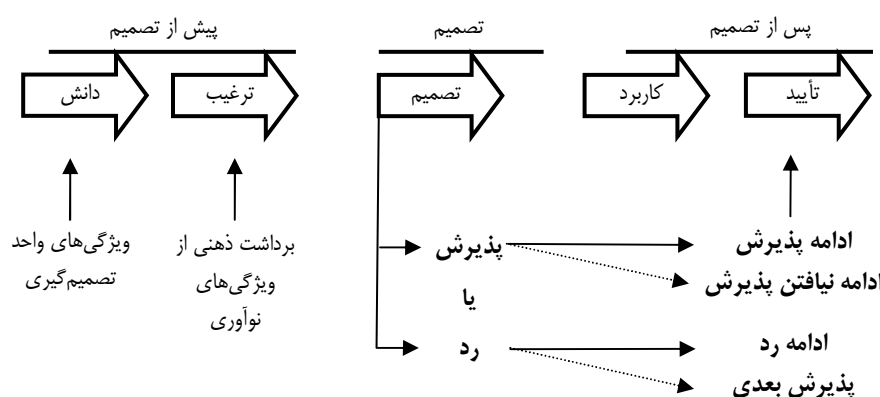 پیش از تصمیم
تصمیم
پس از تصمیم
دانش
ترغیب
تصمیم
کاربرد
تأیید
ویژگی‌های واحد
تصمیم‌گیری
برداشت ذهنی از
ویژگی‌های
نوآوری
پذیرش
یا
رد
ادامه پذیرش
ادامه نیافتن پذیرش
ادامه رد
پذیرش بعدی